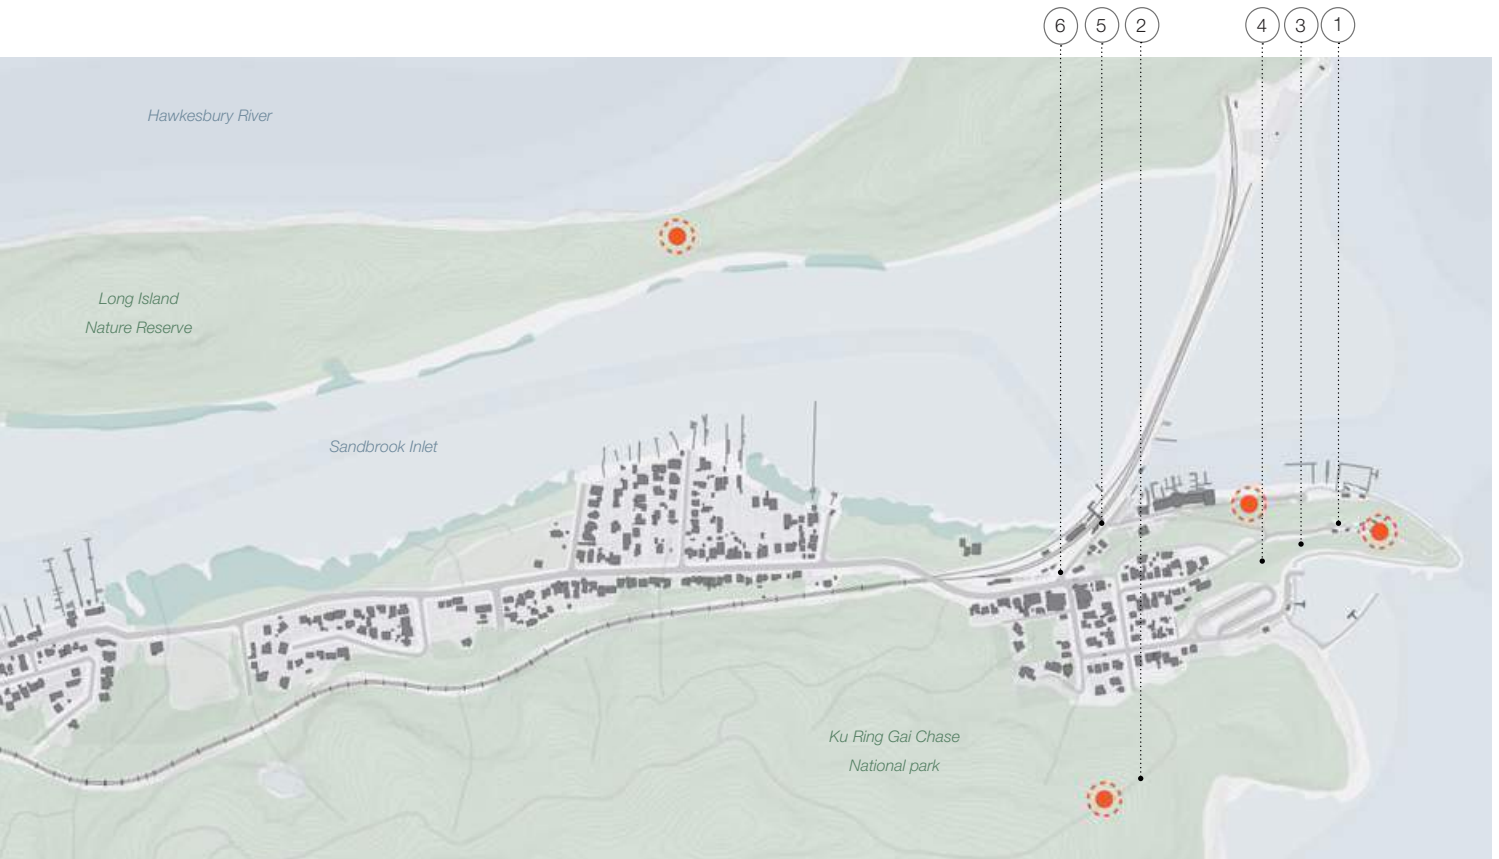 6 5 2 4 3 1
Hawkesbury River
Long Island
Nature Reserve
Sandbrook Inlet
Ku Ring Gai Chase
National park